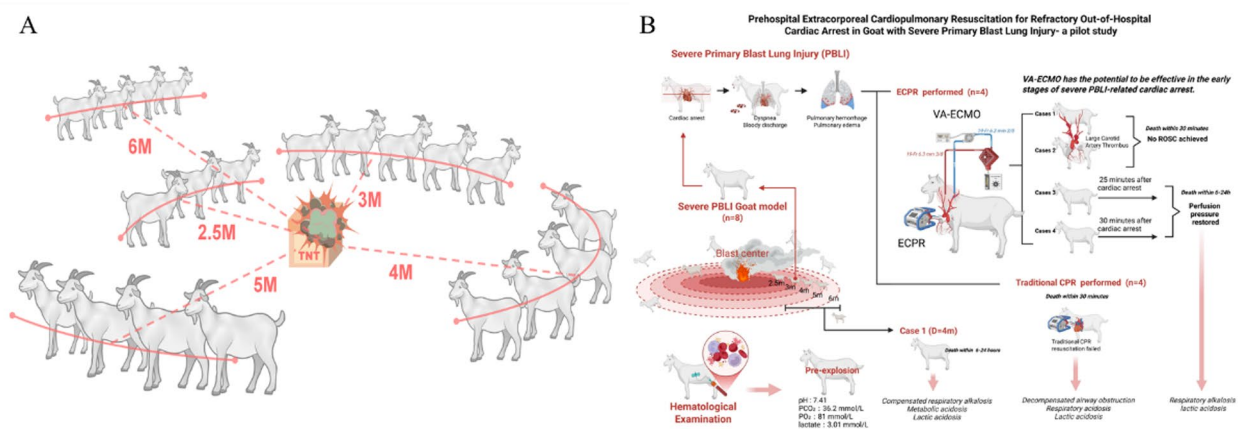 A
6M
2.5M
3M
TNT
4M
5M
B
Prehospital Extracorporeal Cardiopulmonary Resuscitation for Refractory Out-of-Hospital
Cardiac Arrest in Goat with Severe Primary Blast Lung Injury- a pilot study
Severe Primary Blast Lung Injury (PBLI)
Cardiac arrest
Dyspnea
Bloody discharge
Pulmonary hemorrhage
Pulmonary edema
Severe PBLI Goat model
(n=8)
Blast center
2.5m
3m
4m
5m
6m
Hematological
Examination
Pre-explosion
pH : 7.41
PCO₂ : 36.2 mmol/L
PO₂ : 81 mmol/L
lactate : 3.01 mmol/L
ECPR performed (n=4)
VA-ECMO
ECPR
VA-ECMO has the potential to be effective in the early
stages of severe PBLI-related cardiac arrest.
Cases 1
Cases 2
Large Carotid
Artery Thrombus
Death within 30 minutes
No ROSC achieved
Cases 3
25 minutes after
cardiac arrest
Cases 4
30 minutes after
cardiac arrest
Death within 6-24h
Perfusion
pressure
restored
Traditional CPR performed (n=4)
Death within 30 minutes
Traditional CPR
resuscitation failed
Case 1 (D=4m)
Death within 6-24 hours
Compensated respiratory alkalosis
Metabolic acidosis
Lactic acidosis
Decompensated airway obstruction
Respiratory acidosis
Lactic acidosis
Respiratory alkalosis
lactic acidosis